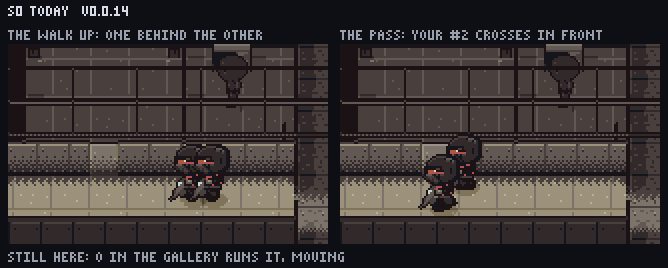 SO TODAY V0.0.14
THE WALK UP: ONE BEHIND THE OTHER
THE PASS: YOUR #2 CROSSES IN FRONT
STILL HERE: O IN THE GALLERY RUNS IT, MOVING